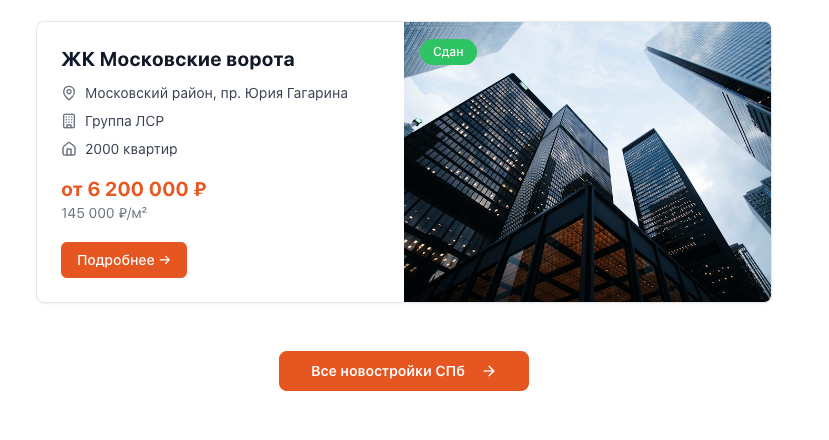 ЖК Московские ворота
Сдан
Московский район, пр. Юрия Гагарина
Группа ЛСР
2000 квартир
от 6 200 000 ₽
145 000 ₽/м²
Подробнее →
Все новостройки СПб →